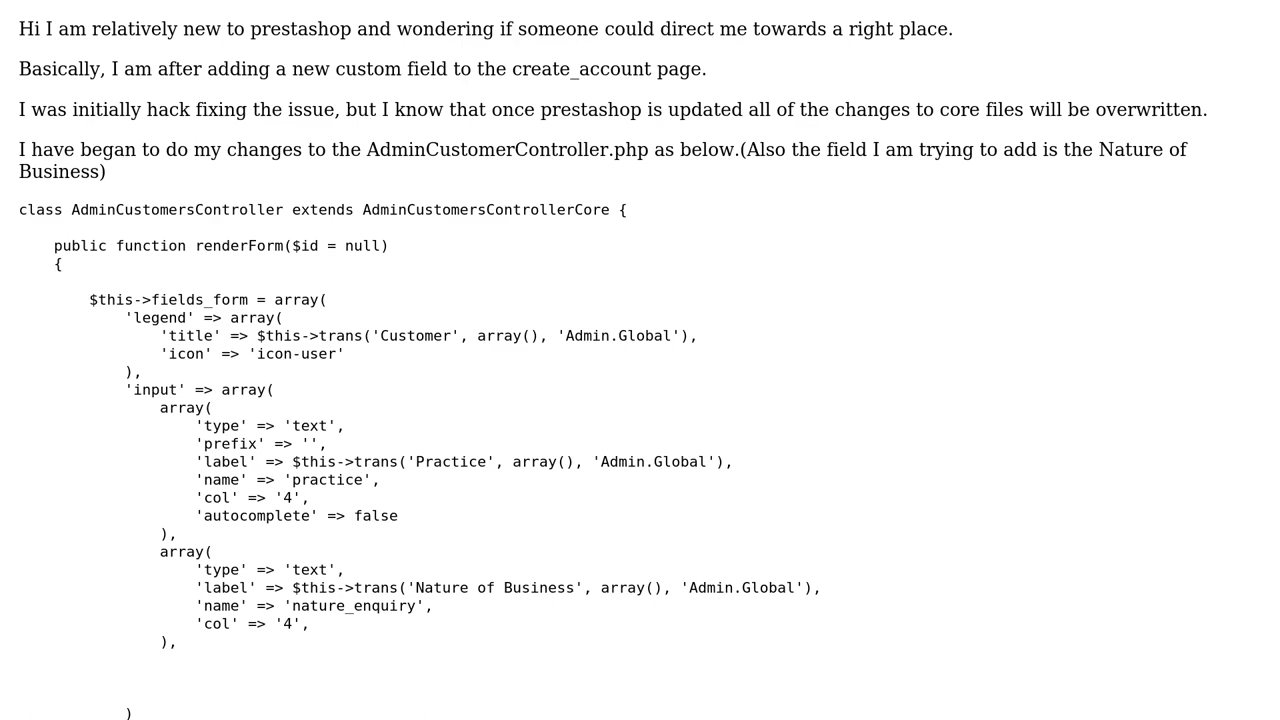 Hi I am relatively new to prestashop and wondering if someone could direct me towards a right place.
Basically, I am after adding a new custom field to the create_account page.
I was initially hack fixing the issue, but I know that once prestashop is updated all of the changes to core files will be overwritten.
I have began to do my changes to the AdminCustomerController.php as below.(Also the field I am trying to add is the Nature of
Business)
class AdminCustomersController extends AdminCustomersControllerCore {
    public function renderForm($id = null)
    {
        $this->fields_form = array(
            'legend' => array(
                'title' => $this->trans('Customer', array(), 'Admin.Global'),
                'icon' => 'icon-user'
            ),
            'input' => array(
                array(
                    'type' => 'text',
                    'prefix' => '',
                    'label' => $this->trans('Practice', array(), 'Admin.Global'),
                    'name' => 'practice',
                    'col' => '4',
                    'autocomplete' => false
                ),
                array(
                    'type' => 'text',
                    'label' => $this->trans('Nature of Business', array(), 'Admin.Global'),
                    'name' => 'nature_enquiry',
                    'col' => '4',
                ),
            )